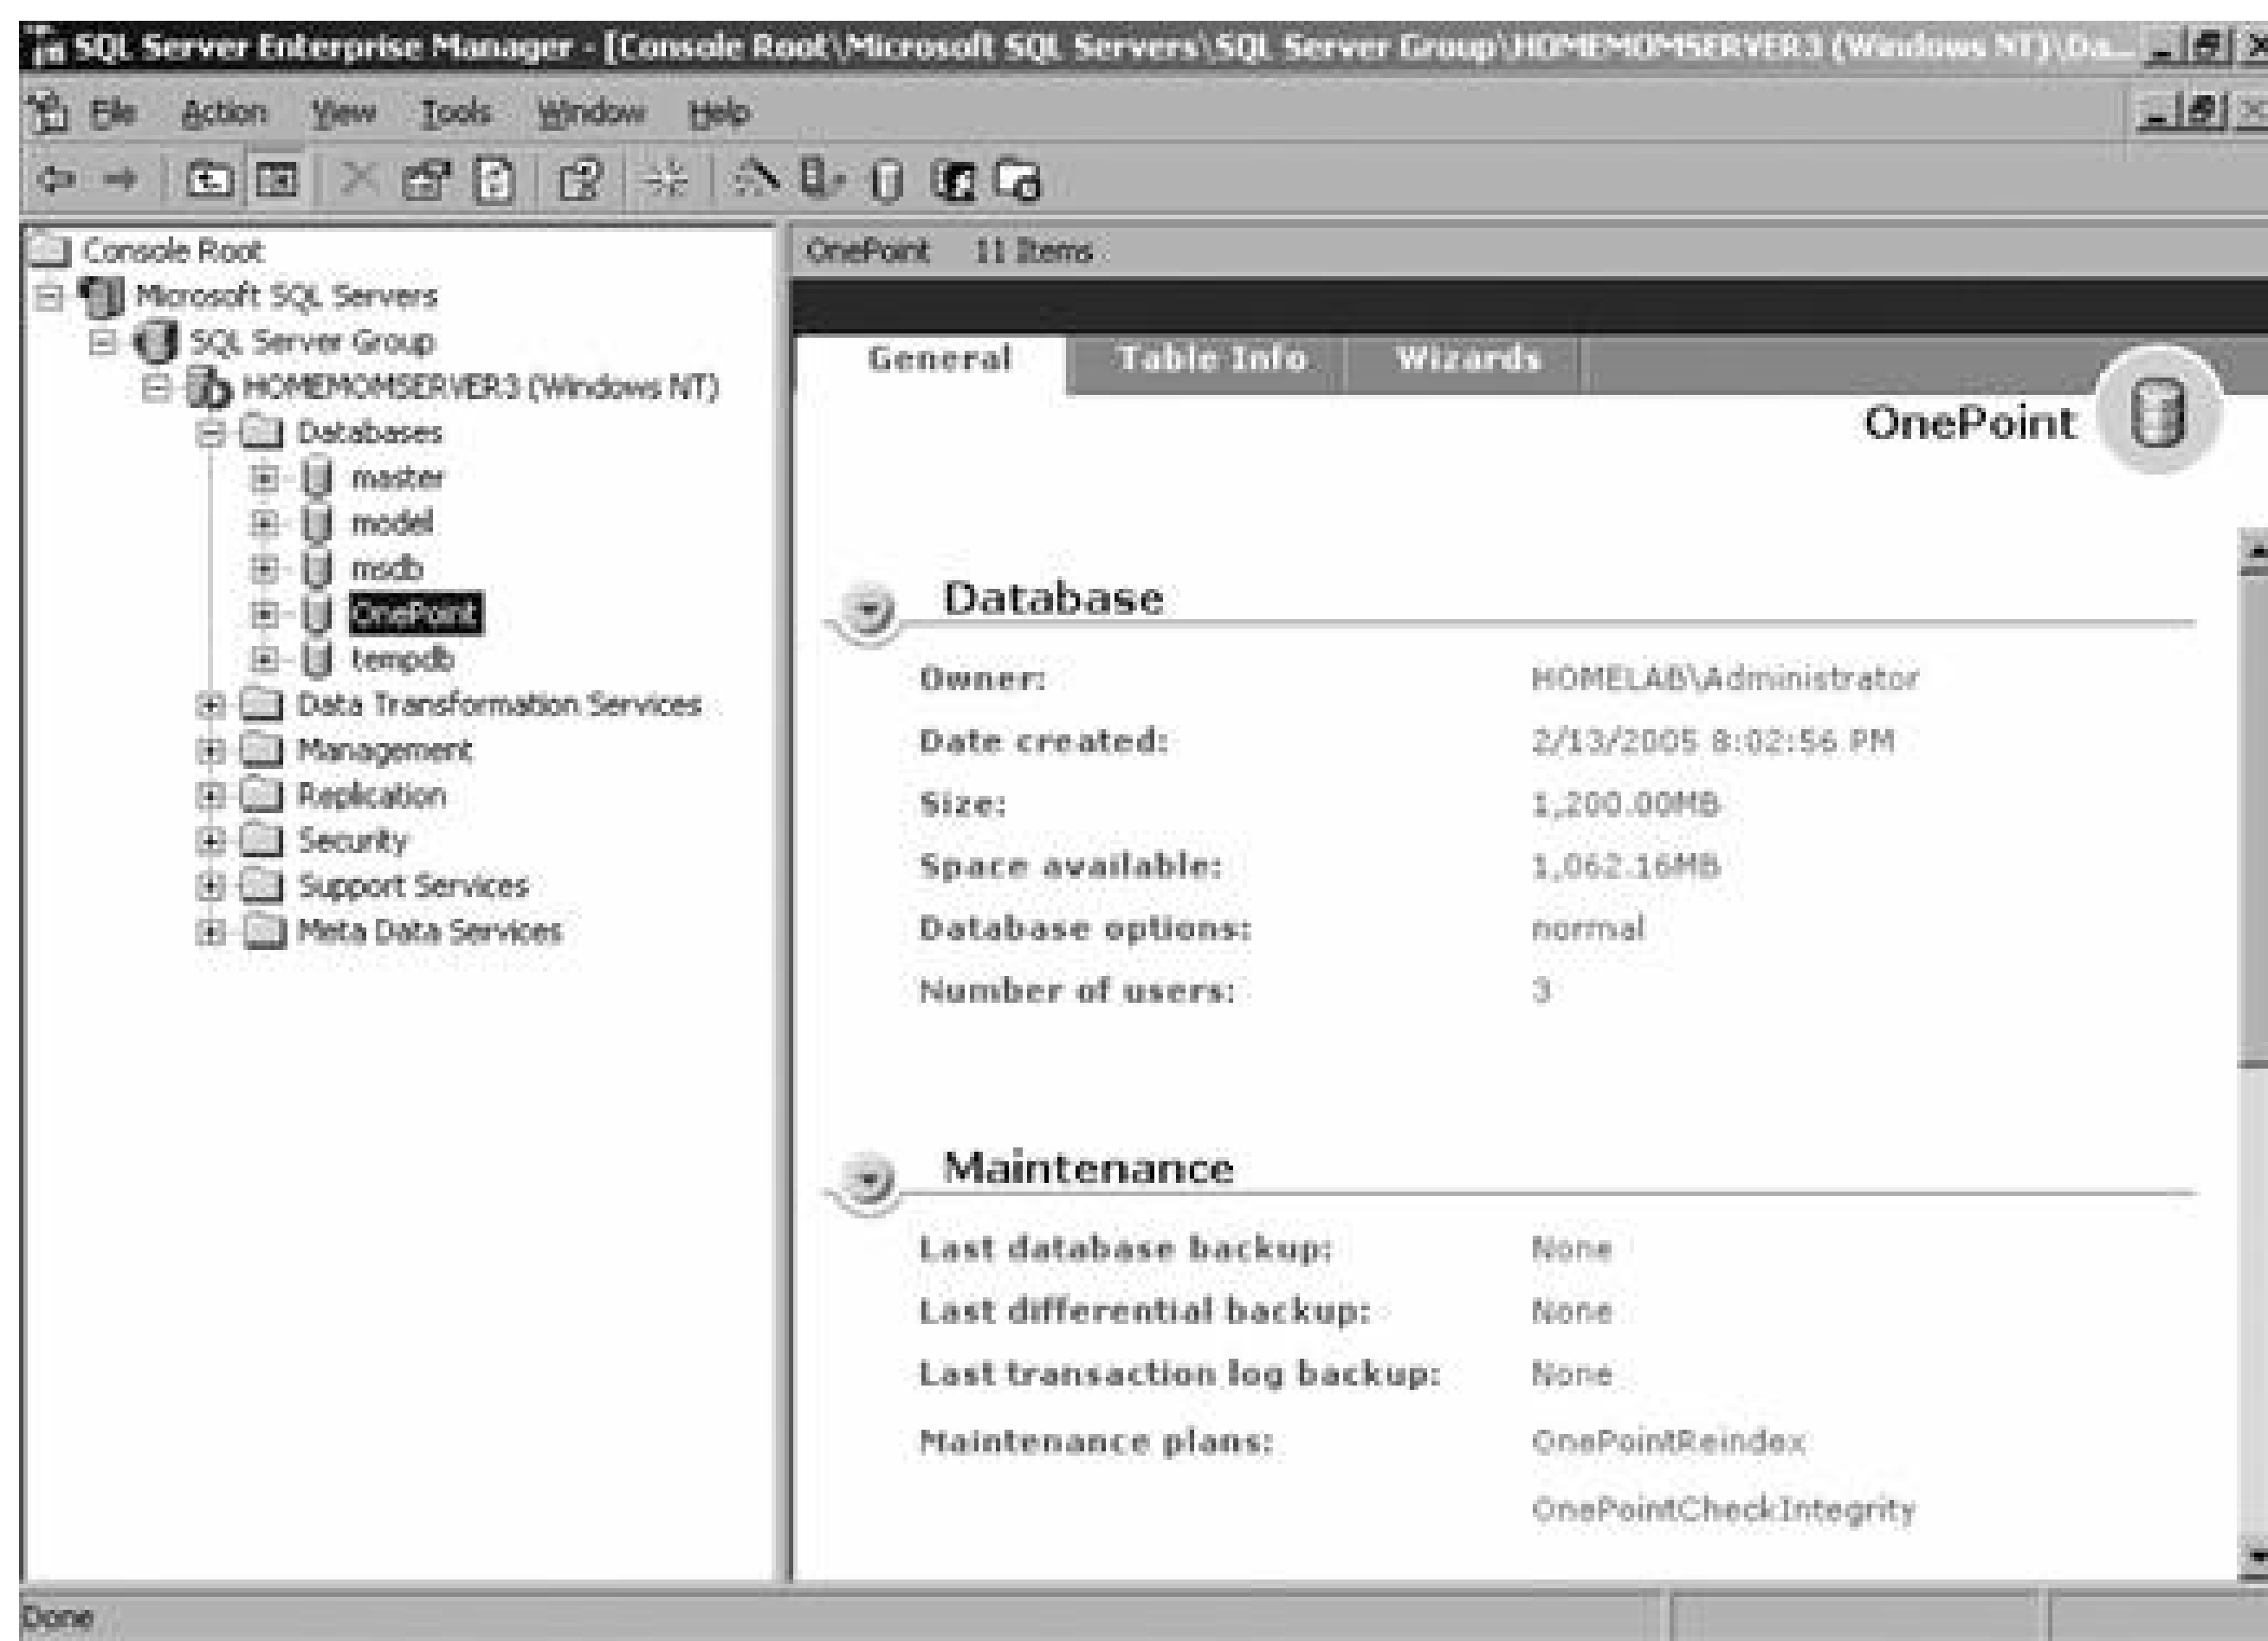 SQL Server Enterprise Manager - [Console Root\Microsoft SQL Servers\SQL Server Group\HOMEMOMSERVER3 (Windows NT)\Da...
File Action View Tools Window Help
Console Root
Microsoft SQL Servers
SQL Server Group
HOMEMOMSERVER3 (Windows NT)
Databases
master
model
msdb
OnePoint
tempdb
Data Transformation Services
Management
Replication
Security
Support Services
Meta Data Services
OnePoint 11 Items
General Table Info Wizards
OnePoint
Database
Owner: HOMELAB\Administrator
Date created: 2/13/2005 8:02:56 PM
Size: 1,200.00MB
Space available: 1,062.16MB
Database options: normal
Number of users: 3
Maintenance
Last database backup: None
Last differential backup: None
Last transaction log backup: None
Maintenance plans: OnePointReindex
OnePointCheckIntegrity
Done